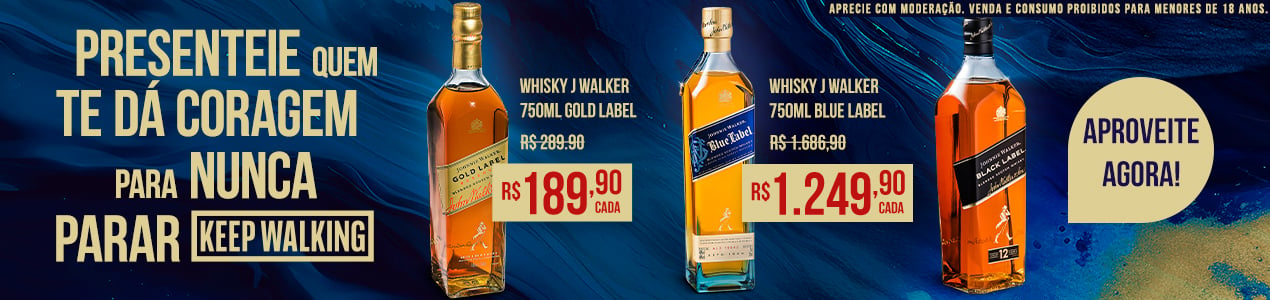 APRECIE COM MODERAÇÃO. VENDA E CONSUMO PROIBIDOS PARA MENORES DE 18 ANOS.
PRESENTEIE QUEM
TE DÁ CORAGEM
PARA NUNCA
PARAR KEEP WALKING
JOHNNIE WALKER
GOLD LABEL
WHISKY J WALKER
750ML GOLD LABEL
R$ 289.90
R$ 189,90
CADA
JOHNNIE WALKER
Blue Label
WHISKY J WALKER
750ML BLUE LABEL
R$ 1.686,90
R$ 1.249,90
CADA
JOHNNIE WALKER
BLACK LABEL
12
APROVEITE
AGORA!